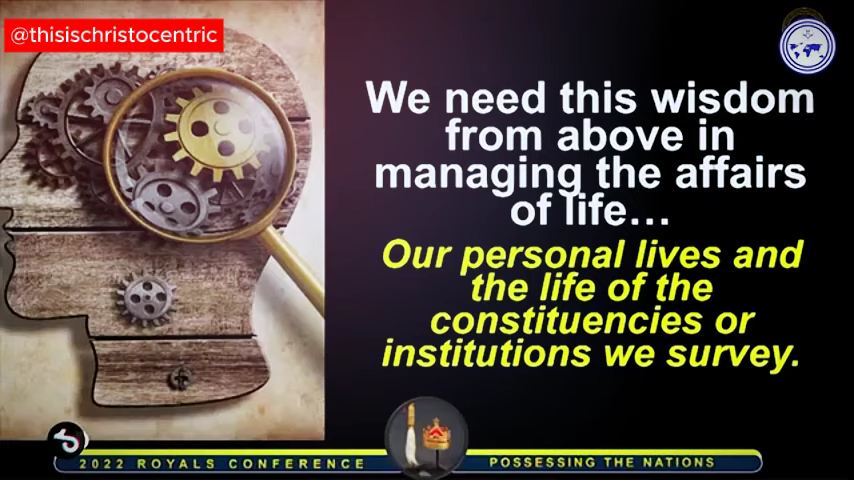 @thisischristocentric
We need this wisdom
from above in
managing the affairs
of life...
Our personal lives and
the life of the
constituencies or
institutions we survey.
2022 ROYALS CONFERENCE
POSSESSING THE NATIONS